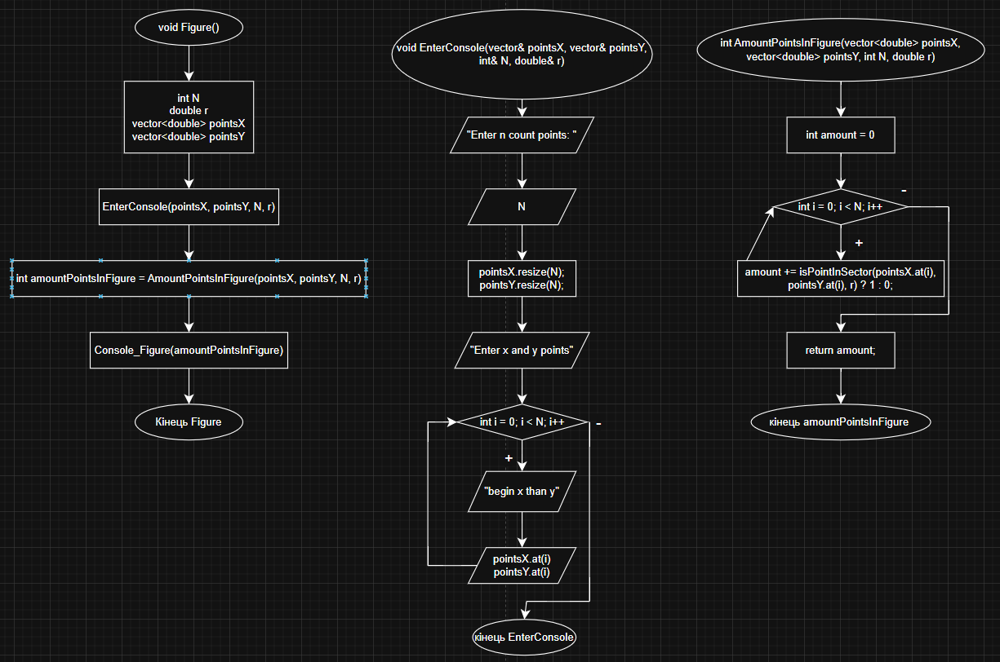 void Figure()
int N
double r
vector<double> pointsX
vector<double> pointsY
EnterConsole(pointsX, pointsY, N, r)
int amountPointsInFigure = AmountPointsInFigure(pointsX, pointsY, N, r)
Console_Figure(amountPointsInFigure)
Кінець Figure
void EnterConsole(vector& pointsX, vector& pointsY,
int& N, double& r)
"Enter n count points: "
N
pointsX.resize(N);
pointsY.resize(N);
"Enter x and y points"
int i = 0; i < N; i++
-
+
"begin x than y"
pointsX.at(i)
pointsY.at(i)
кінець EnterConsole
int AmountPointsInFigure(vector<double> pointsX,
vector<double> pointsY, int N, double r)
int amount = 0
-
int i = 0; i < N; i++
+
amount += isPointInSector(pointsX.at(i),
pointsY.at(i), r) ? 1 : 0;
return amount;
кінець amountPointsInFigure